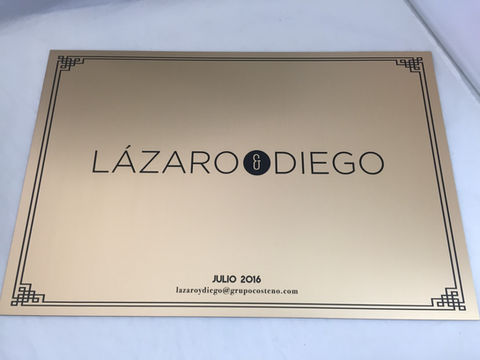 LÁZARO & DIEGO
JULIO 2016
lazaroydiego@grupocosteno.com